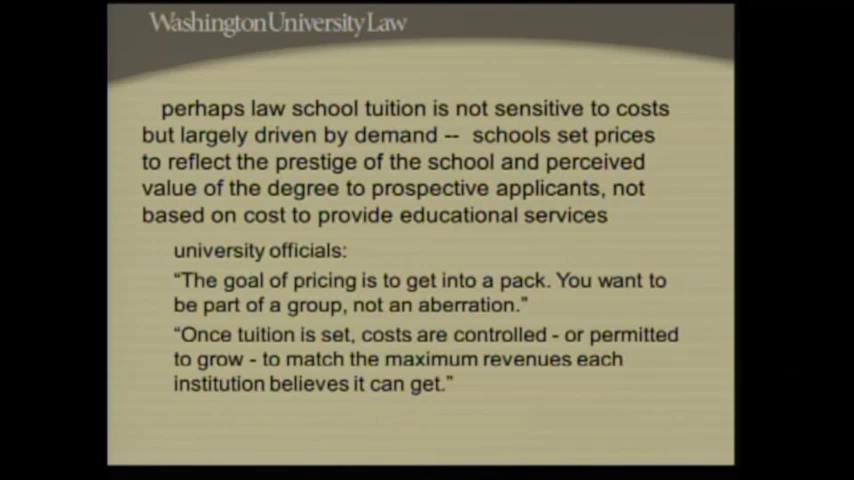 Washington University Law
perhaps law school tuition is not sensitive to costs
but largely driven by demand -- schools set prices
to reflect the prestige of the school and perceived
value of the degree to prospective applicants, not
based on cost to provide educational services
university officials:
“The goal of pricing is to get into a pack. You want to
be part of a group, not an aberration.”
“Once tuition is set, costs are controlled - or permitted
to grow - to match the maximum revenues each
institution believes it can get.”